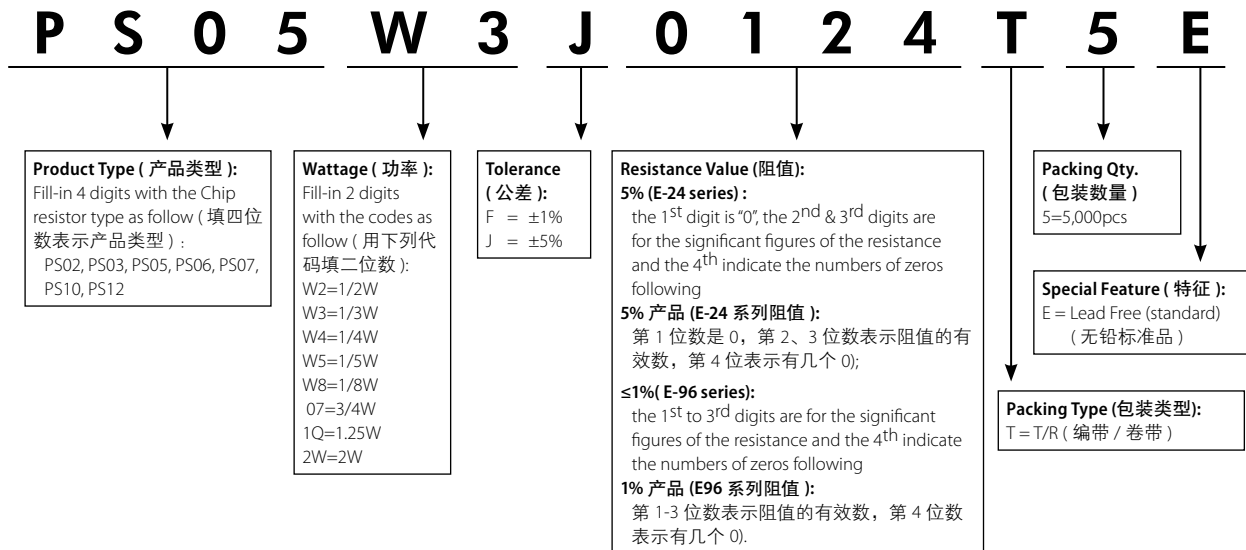 P S 0 5 W 3 J 0 1 2 4 T 5 E
Product Type ( 产品类型 ):
Fill-in 4 digits with the Chip
resistor type as follow ( 填四位
数表示产品类型 ) :
PS02, PS03, PS05, PS06, PS07,
PS10, PS12
Wattage ( 功率 ):
Fill-in 2 digits
with the codes as
follow ( 用下列代
码填二位数 ):
W2=1/2W
W3=1/3W
W4=1/4W
W5=1/5W
W8=1/8W
07=3/4W
1Q=1.25W
2W=2W
Tolerance
( 公差 ):
F = ±1%
J = ±5%
Resistance Value (阻值):
5% (E-24 series) :
the 1st digit is “0”, the 2nd & 3rd digits are
for the significant figures of the resistance
and the 4th indicate the numbers of zeros
following
5% 产品 (E-24 系列阻值 ):
第 1 位数是 0，第 2、3 位数表示阻值的有
效数，第 4 位表示有几个 0);
≤1%( E-96 series):
the 1st to 3rd digits are for the significant
figures of the resistance and the 4th indicate
the numbers of zeros following
1% 产品 (E96 系列阻值 ):
第 1-3 位数表示阻值的有效数，第 4 位数
表示有几个 0).
Packing Qty.
( 包装数量 )
5=5,000pcs
Special Feature ( 特征 ):
E = Lead Free (standard)
( 无铅标准品 )
Packing Type (包装类型):
T = T/R ( 编带 / 卷带 )